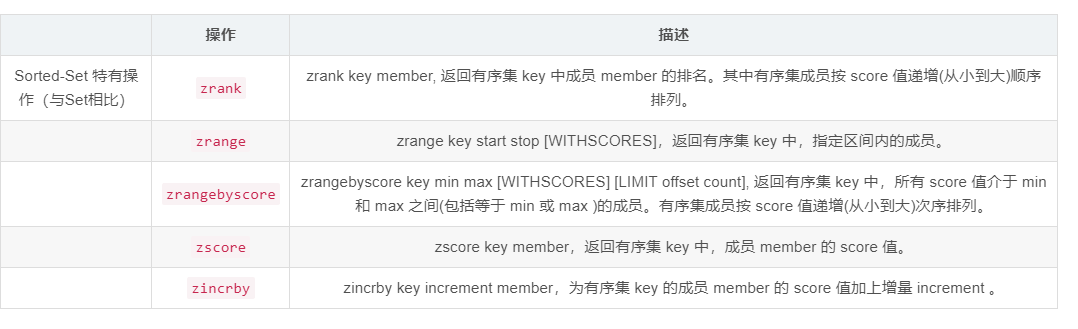 操作 描述
Sorted-Set 特有操
作（与Set相比）
zrank
zrank key member, 返回有序集 key 中成员 member 的排名。其中有序集成员按 score 值递增(从小到大)顺序
排列。
zrange
zrange key start stop [WITHSCORES]，返回有序集 key 中，指定区间内的成员。
zrangebyscore
zrangebyscore key min max [WITHSCORES] [LIMIT offset count], 返回有序集 key 中，所有 score 值介于 min
和 max 之间(包括等于 min 或 max )的成员。有序集成员按 score 值递增(从小到大)次序排列。
zscore
zscore key member，返回有序集 key 中，成员 member 的 score 值。
zincrby
zincrby key increment member，为有序集 key 的成员 member 的 score 值加上增量 increment 。